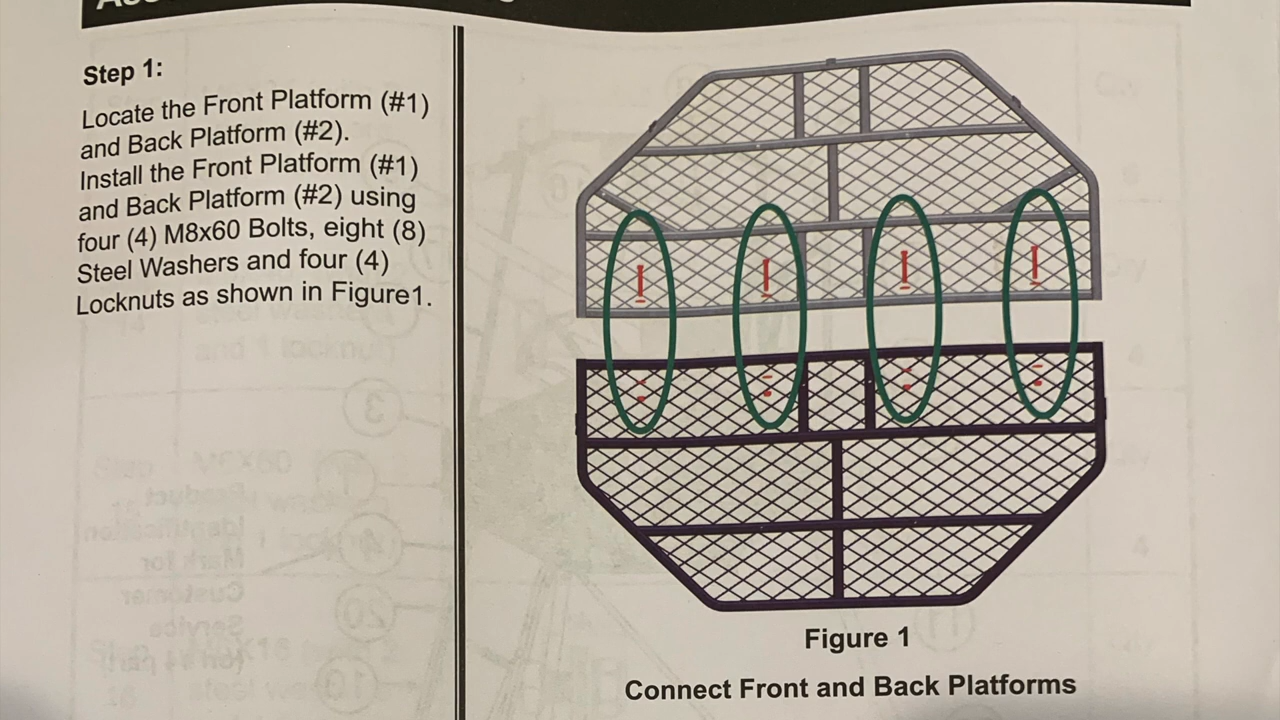 Step 1:
Locate the Front Platform (#1)
and Back Platform (#2).
Install the Front Platform (#1)
and Back Platform (#2) using
four (4) M8x60 Bolts, eight (8)
Steel Washers and four (4)
Locknuts as shown in Figure1.
Figure 1
Connect Front and Back Platforms